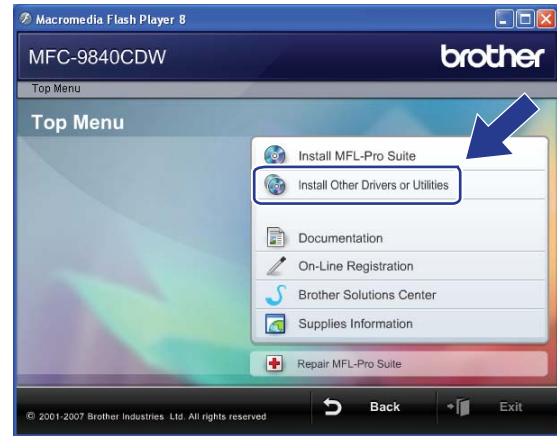 Macromedia Flash Player 8
MFC-9840CDW
brother
Top Menu
Top Menu
Install MFL-Pro Suite
Install Other Drivers or Utilities
Documentation
On-Line Registration
Brother Solutions Center
Supplies Information
Repair MFL-Pro Suite
© 2001-2007 Brother Industries Ltd. All rights reserved
Back
Exit